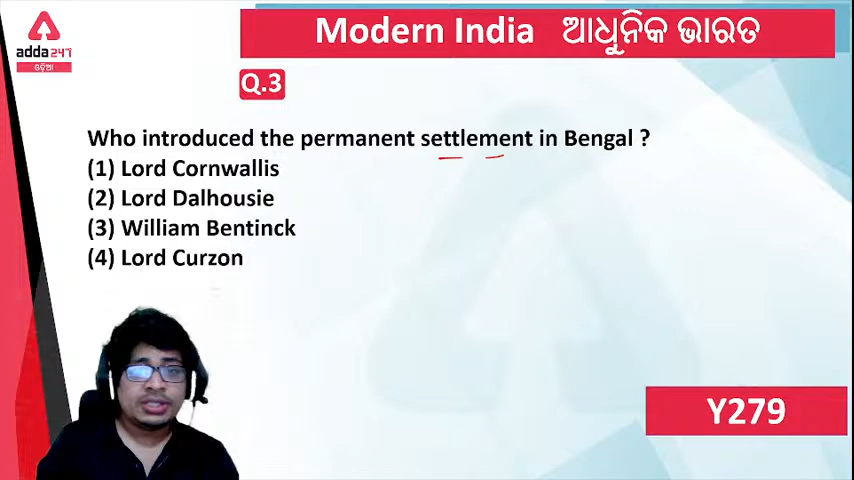 adda247
ଓଡ଼ିଆ
Modern India ଆଧୁନିକ ଭାରତ
Q.3
Who introduced the permanent settlement in Bengal ?
(1) Lord Cornwallis
(2) Lord Dalhousie
(3) William Bentinck
(4) Lord Curzon
Y279